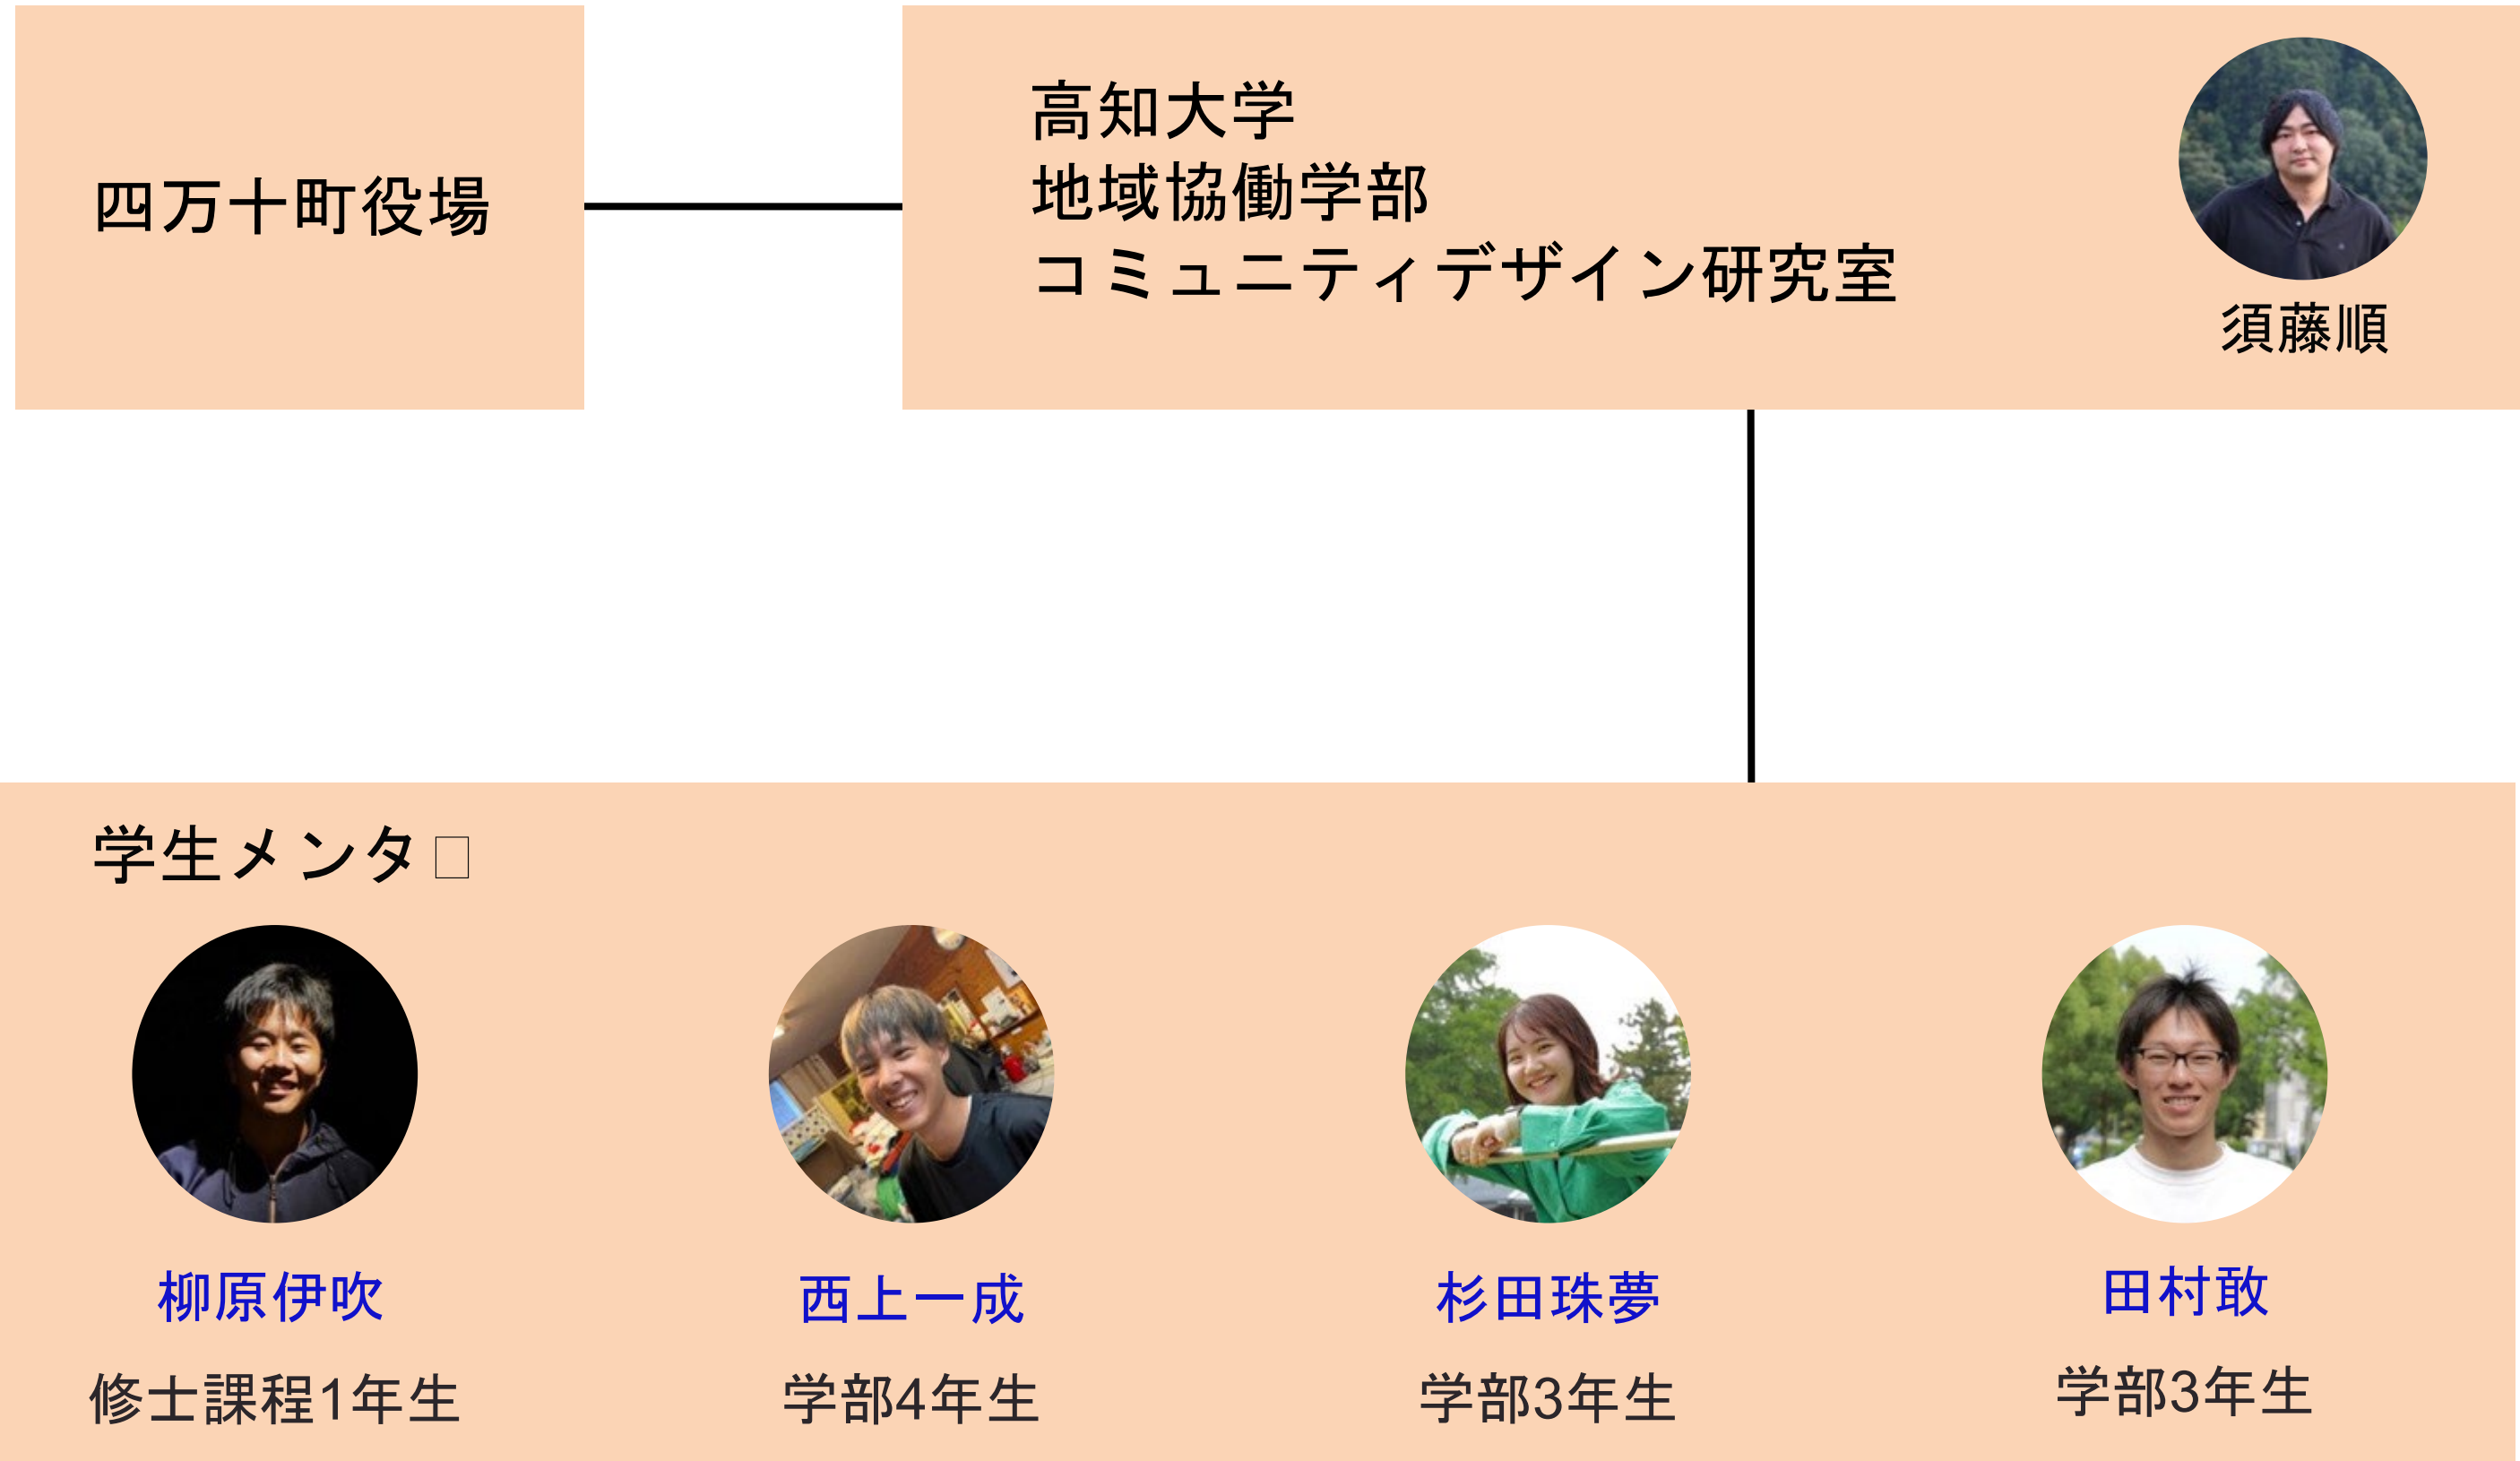 四万十町役場
高知大学
地域協働学部
コミュニティデザイン研究室
須藤順
学生メンタ□
柳原伊吹
西上一成
杉田珠夢
田村敢
修士課程1年生
学部4年生
学部3年生
学部3年生